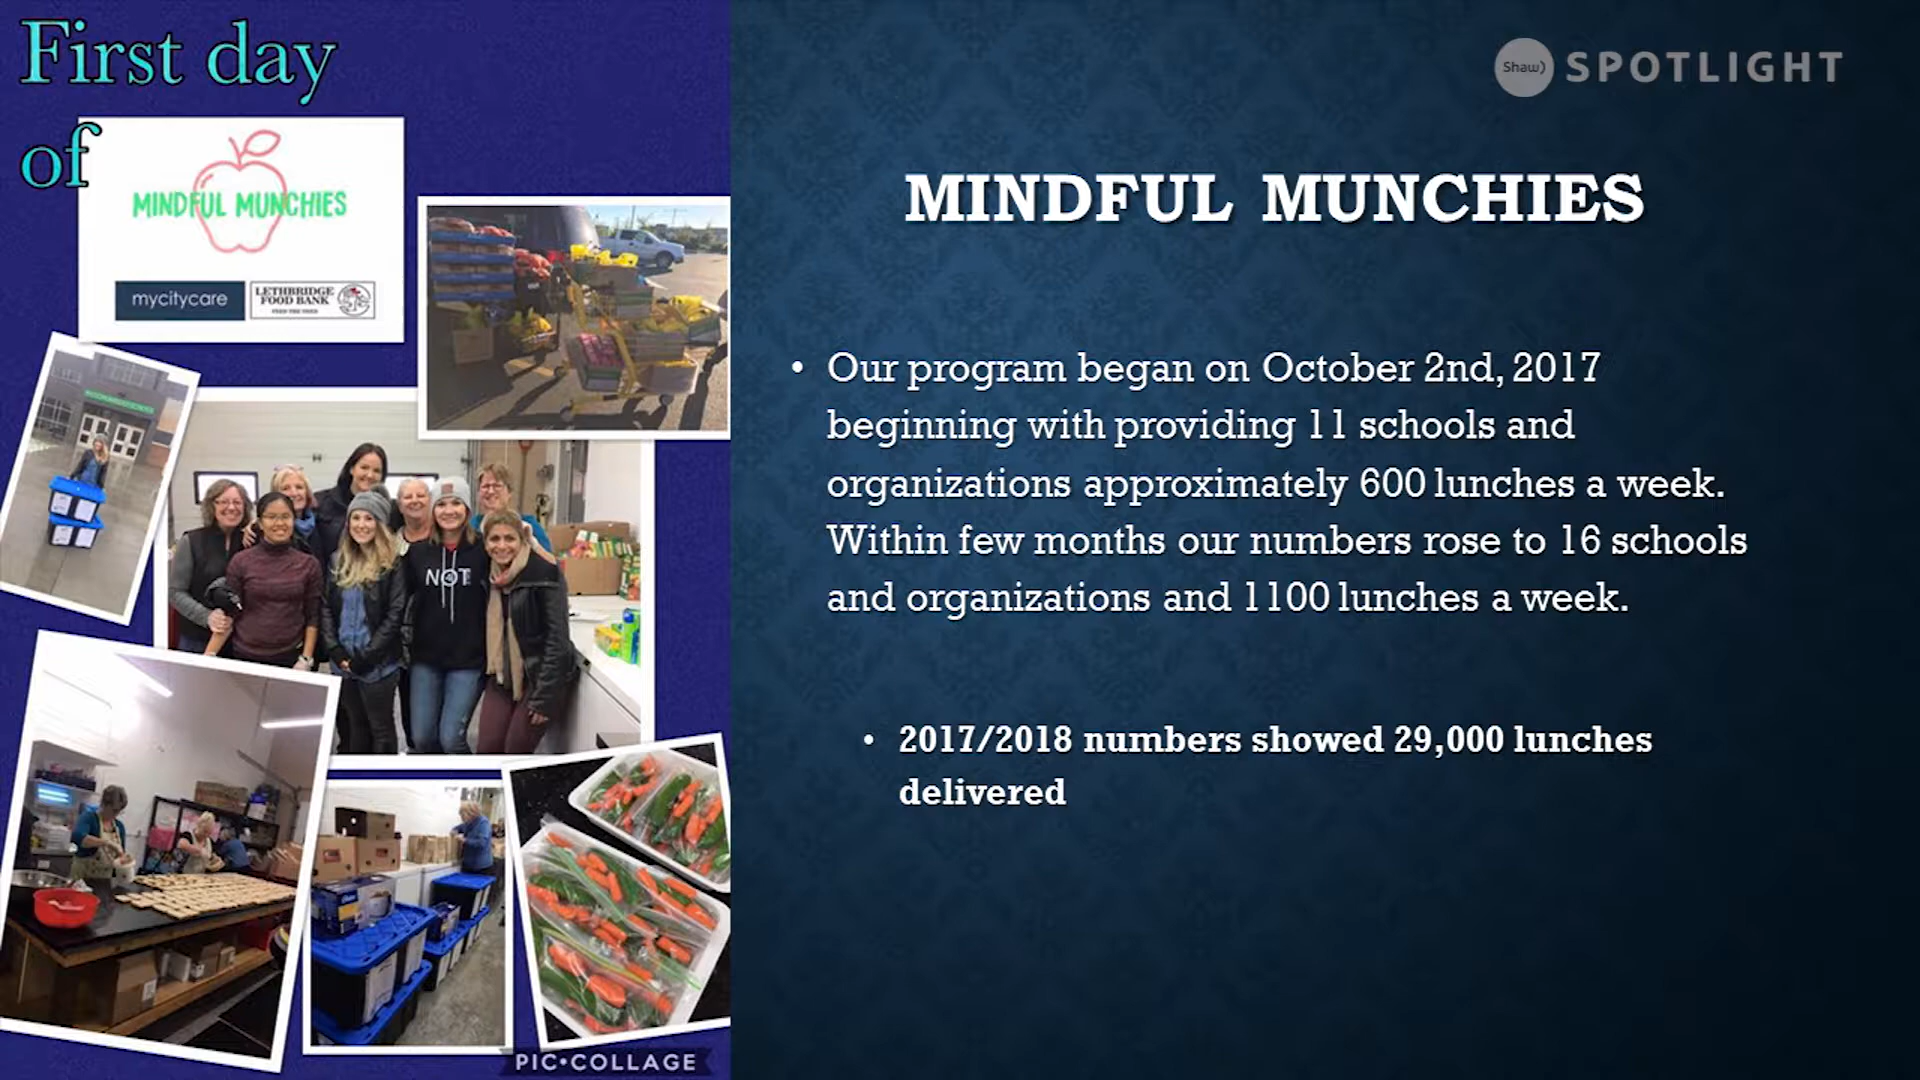 First day
of
MINDFUL MUNCHIES
mycitycare
LETHBRIDGE
FOOD BANK
NOT
PIC•COLLAGE
Shaw) SPOTLIGHT
MINDFUL MUNCHIES
• Our program began on October 2nd, 2017
beginning with providing 11 schools and
organizations approximately 600 lunches a week.
Within few months our numbers rose to 16 schools
and organizations and 1100 lunches a week.
• 2017/2018 numbers showed 29,000 lunches
delivered